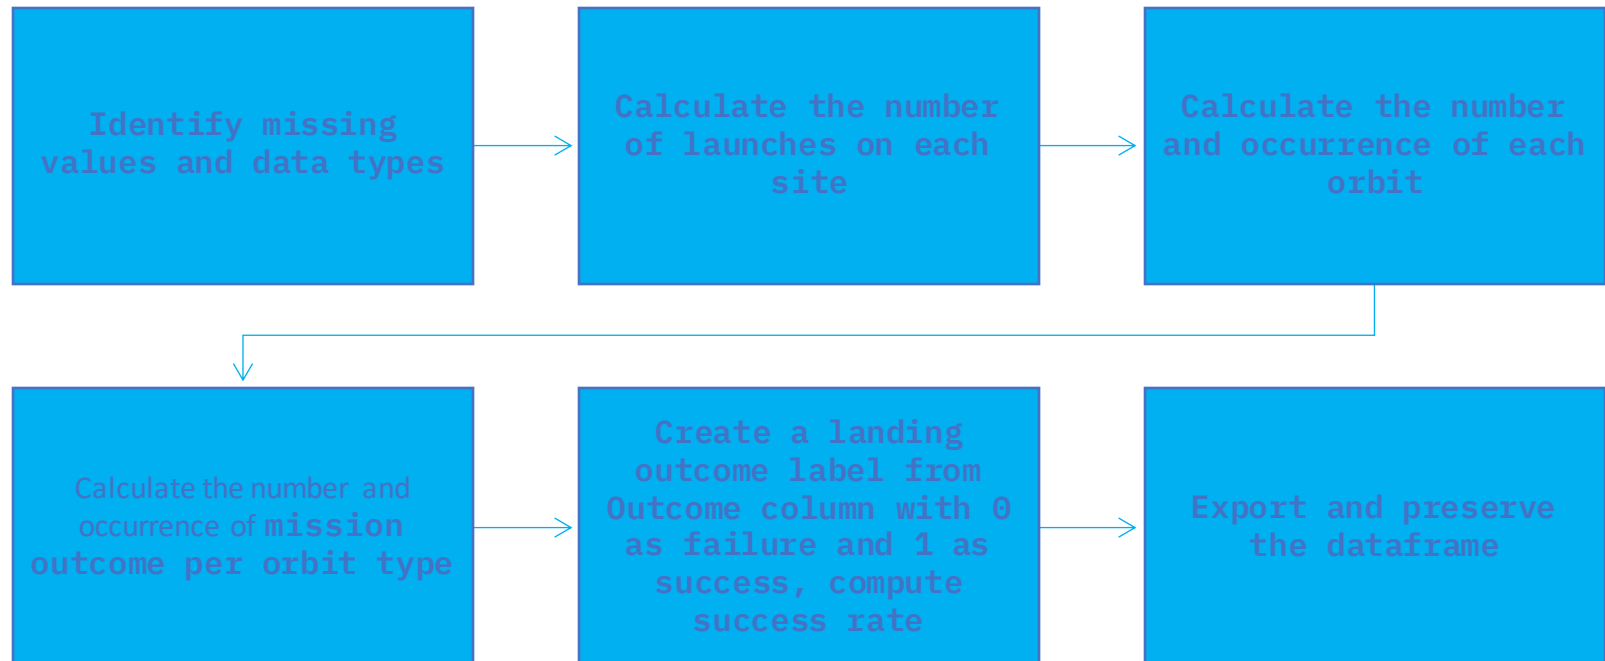 Identify missing
values and data types
Calculate the number
of launches on each
site
Calculate the number
and occurrence of each
orbit
Calculate the number and
occurrence of mission
outcome per orbit type
Create a landing
outcome label from
Outcome column with 0
as failure and 1 as
success, compute
success rate
Export and preserve
the dataframe